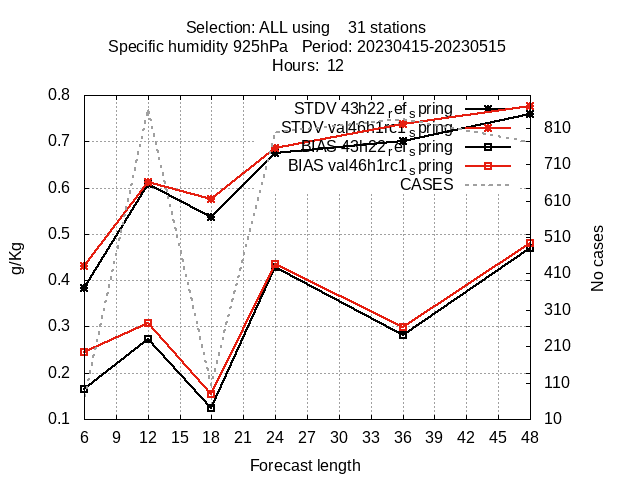 Selection: ALL using 31 stations
Specific humidity 925hPa Period: 20230415-20230515
Hours: 12
STDV 43h22_ref_spring
STDV val46h1rc1_spring
BIAS 43h22_ref_spring
BIAS val46h1rc1_spring
CASES
0.8
0.7
0.6
0.5
0.4
0.3
0.2
0.1
g/Kg
810
710
610
510
410
310
210
110
10
No cases
6 9 12 15 18 21 24 27 30 33 36 39 42 45 48
Forecast length